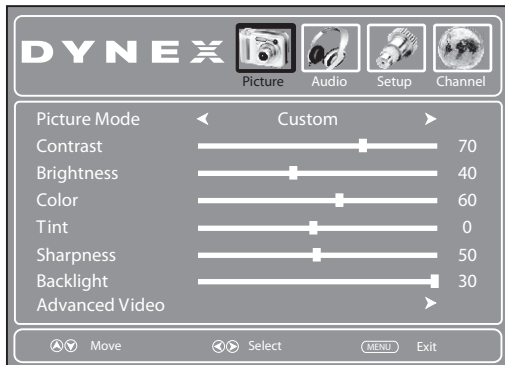 DYNEX
Picture Audio Setup Channel
Picture Mode Custom
Contrast 70
Brightness 40
Color 60
Tint 0
Sharpness 50
Backlight 30
Advanced Video
Move Select MENU Exit